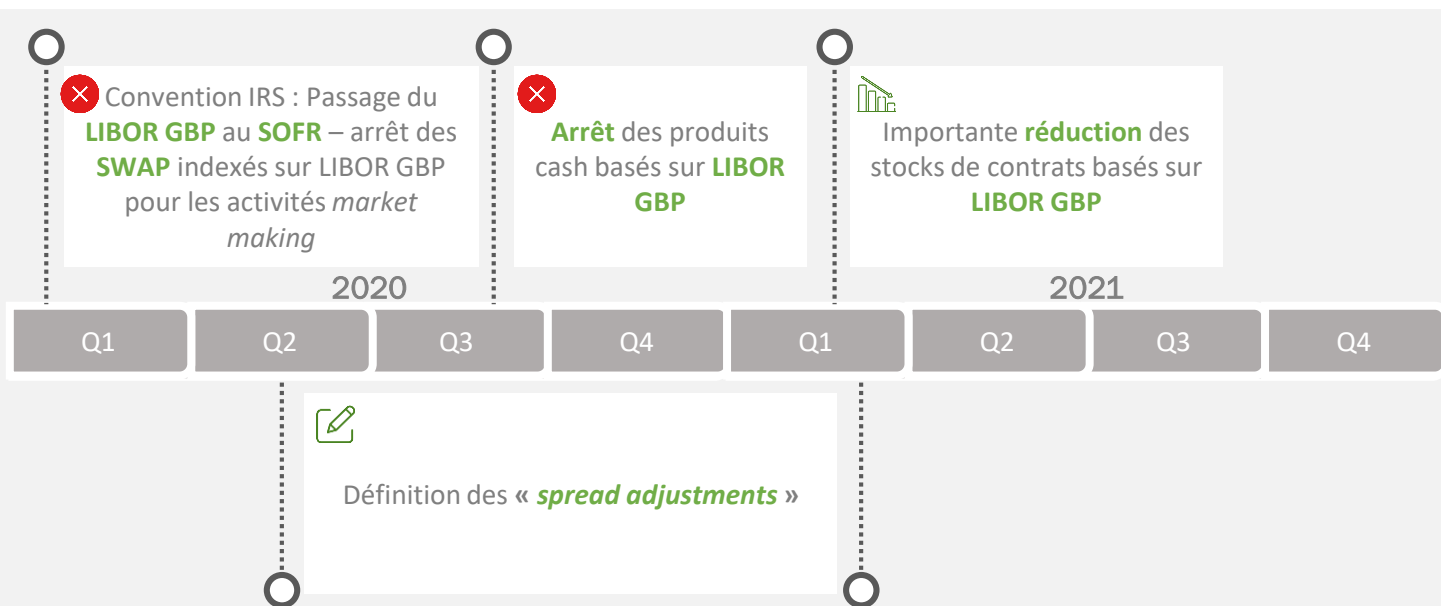 Convention IRS : Passage du
LIBOR GBP au SOFR – arrêt des
SWAP indexés sur LIBOR GBP
pour les activités market
making
Arrêt des produits
cash basés sur LIBOR
GBP
Importante réduction des
stocks de contrats basés sur
LIBOR GBP
2020
2021
Q1 Q2 Q3 Q4 Q1 Q2 Q3 Q4
Définition des « spread adjustments »